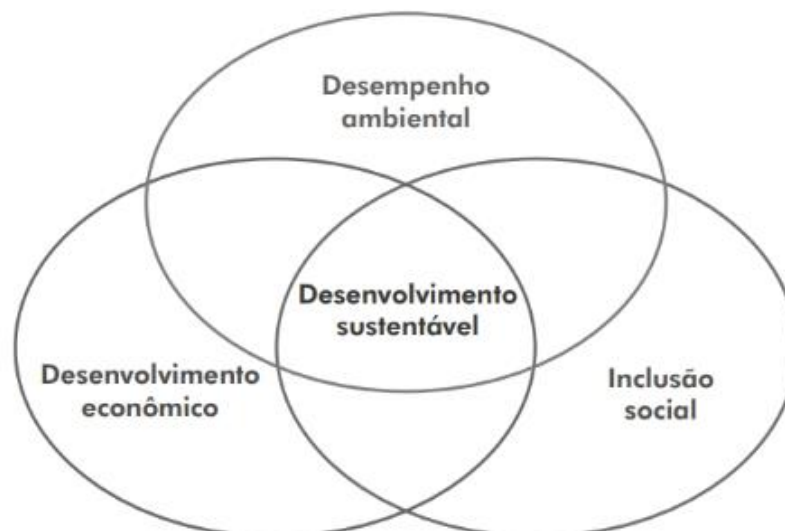 Desempenho
ambiental
Desenvolvimento
sustentável
Desenvolvimento
econômico
Inclusão
social